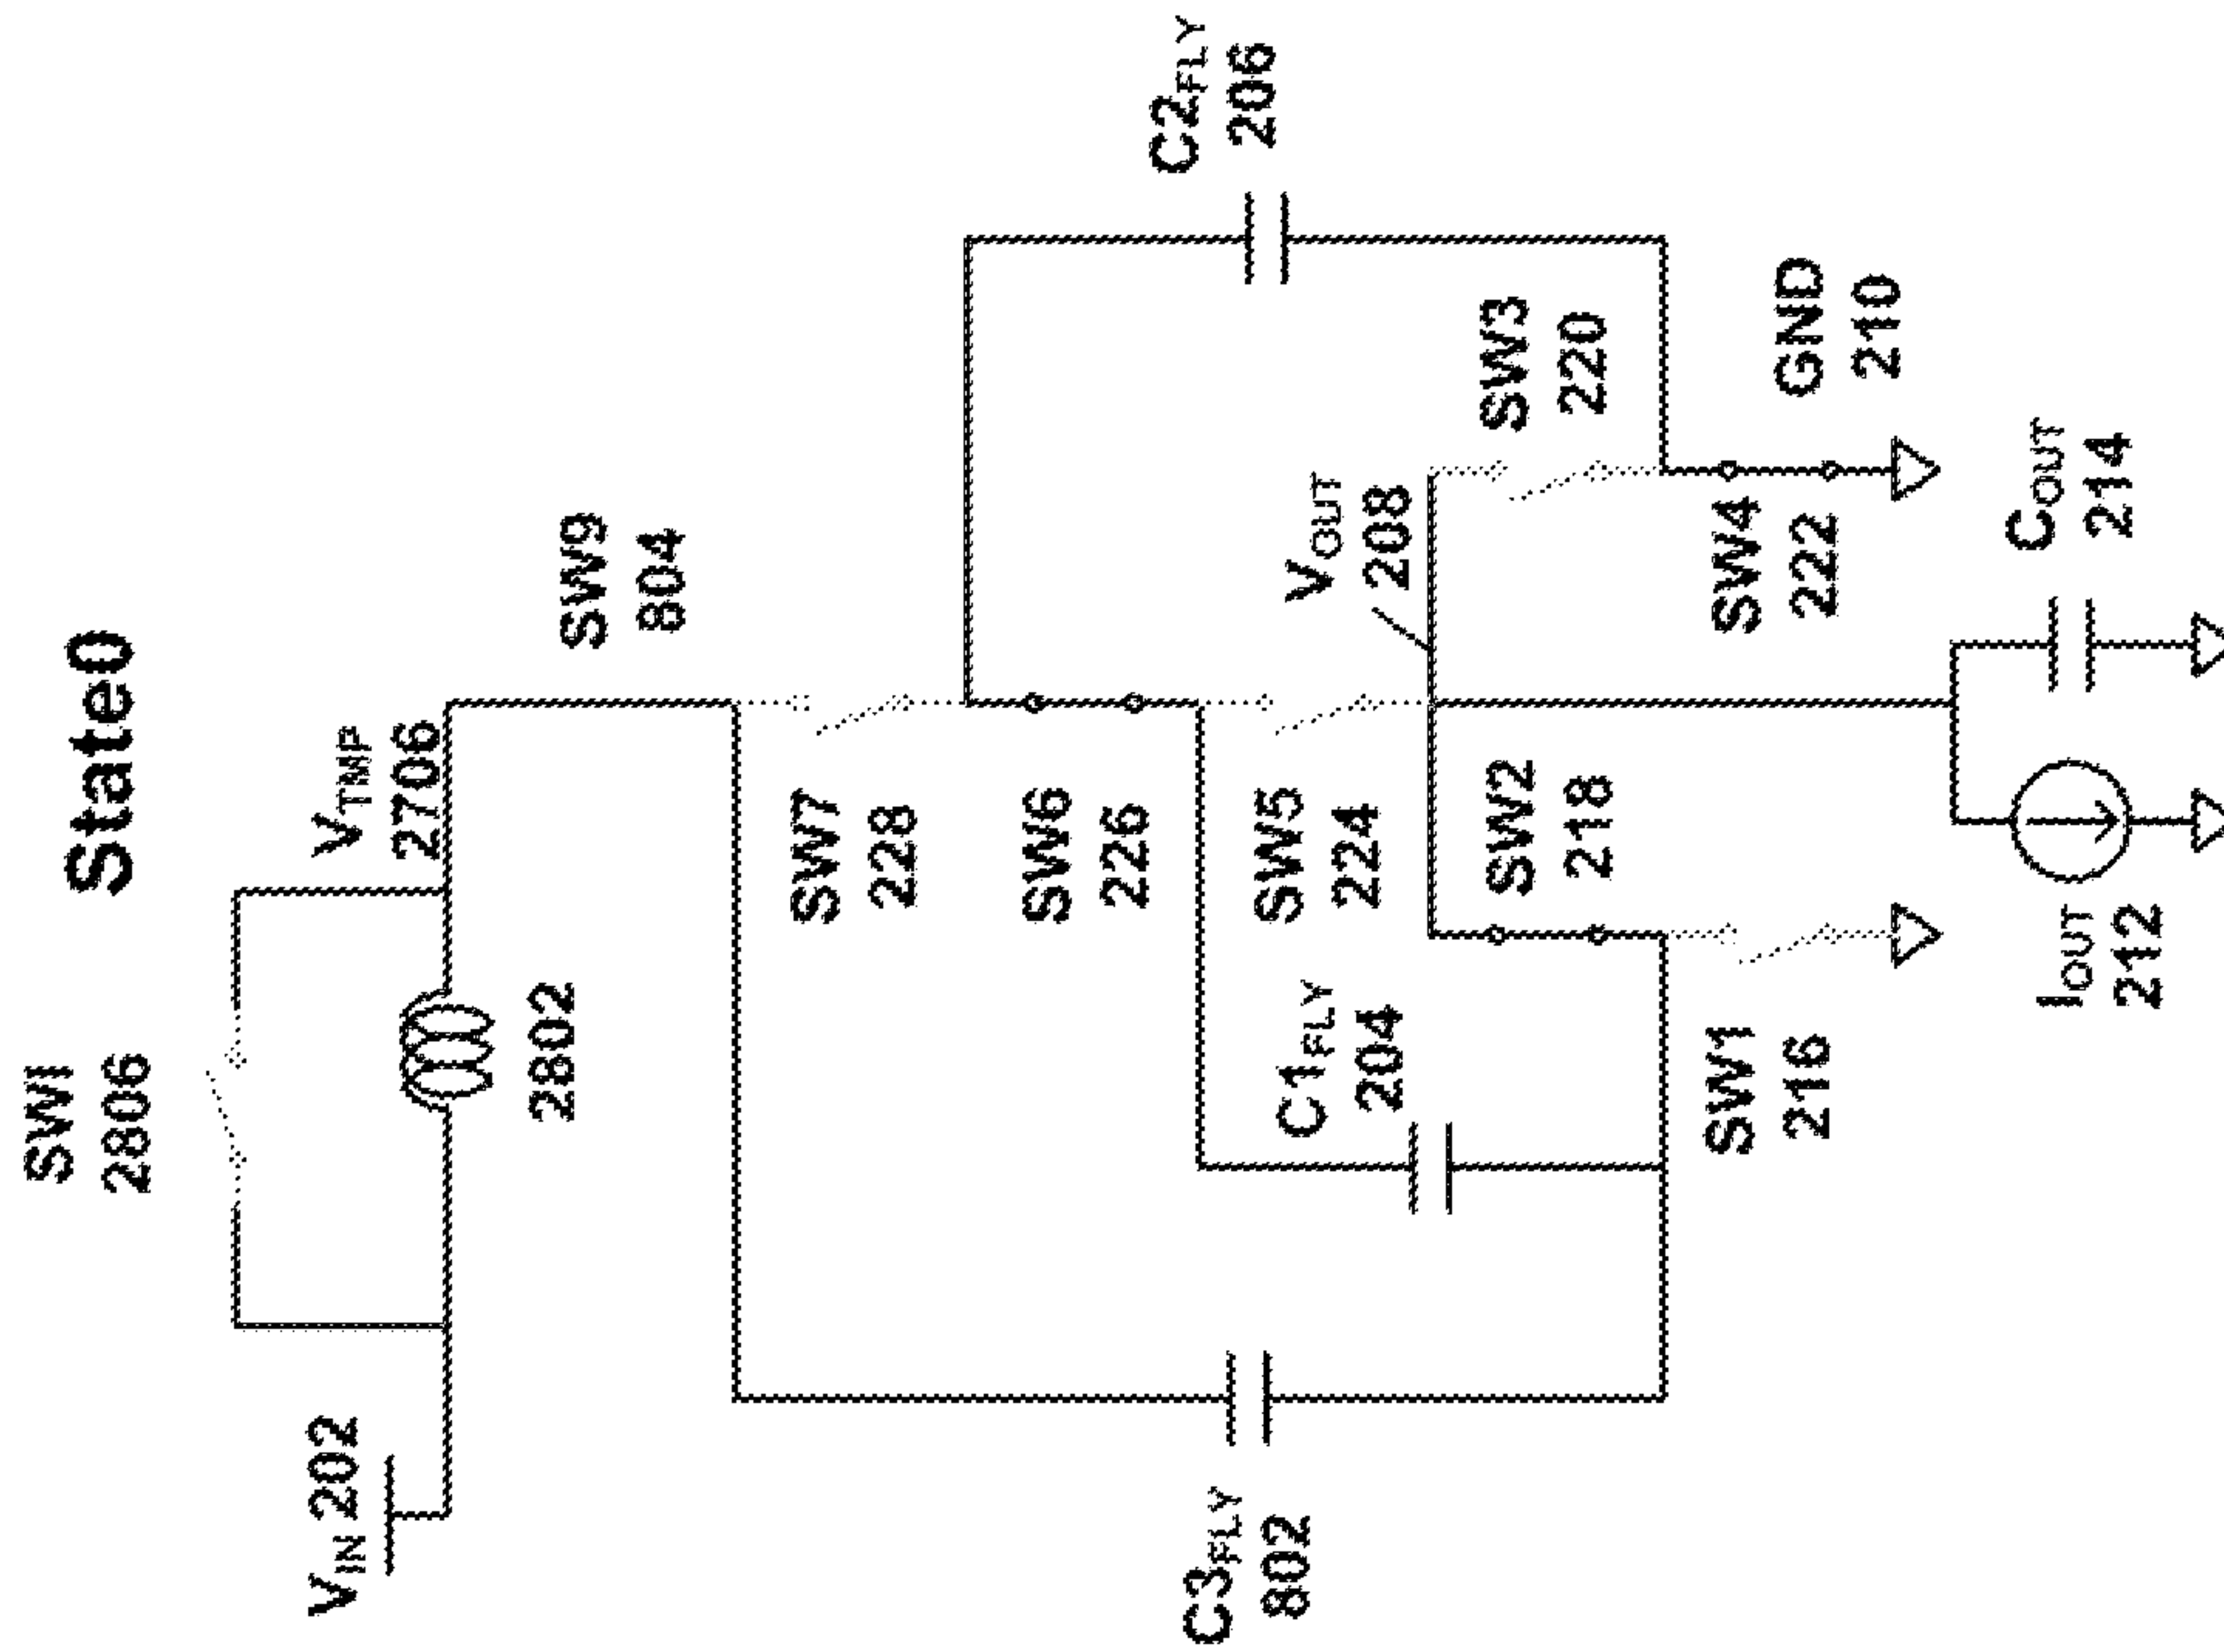 State0
SWI
2806
V_IN 202
V_TMP
2706
2802
SW9
804
SW7
228
SW6
226
SW5
224
C3_FLY
802
C1_FLY
204
C2_FLY
206
V_OUT
208
SW2
218
SW3
220
SW1
216
SW4
222
GND
210
I_OUT
212
C_OUT
214